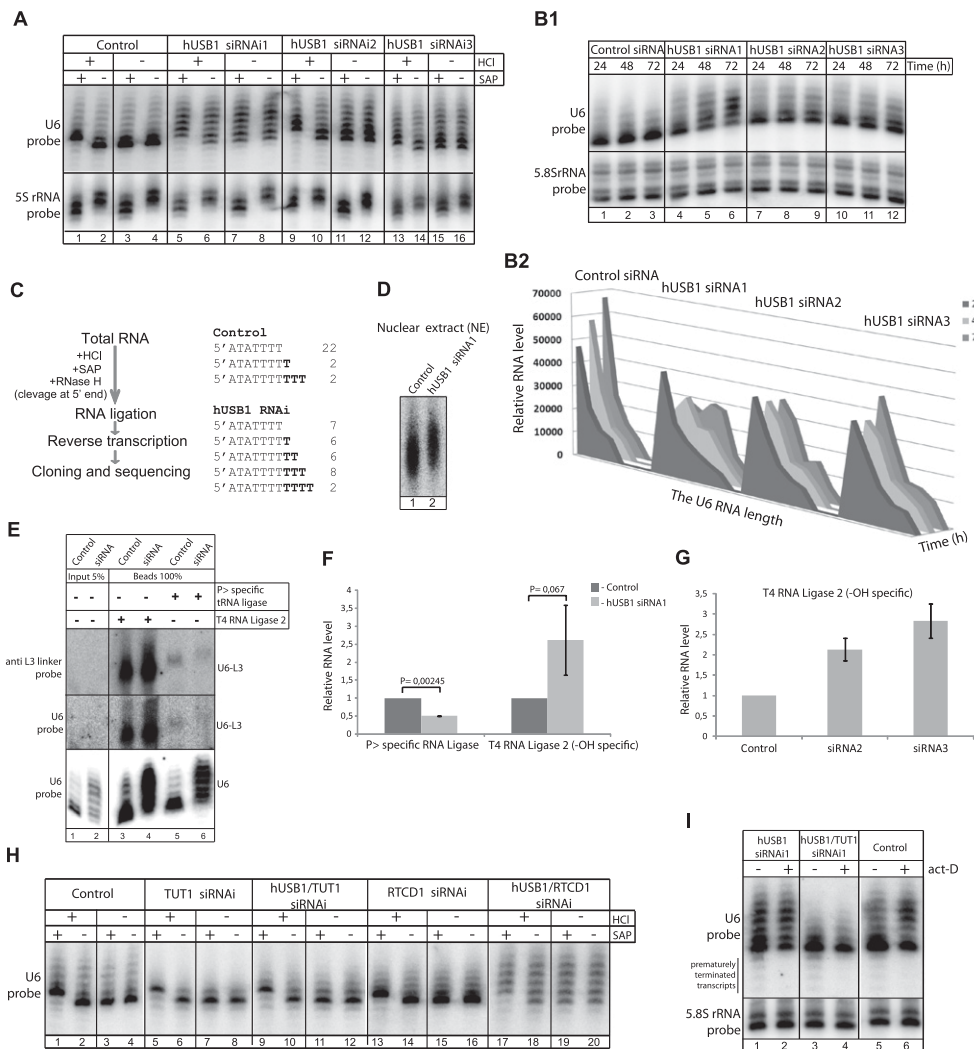 A
Control hUSB1 siRNAi1 hUSB1 siRNAi2 hUSB1 siRNAi3
+ - + - + - + - HCl
+ - + - + - + - + - + - + - + - SAP
U6 probe
5S rRNA probe
1 2 3 4 5 6 7 8 9 10 11 12 13 14 15 16
B1
Control siRNA hUSB1 siRNA1 hUSB1 siRNA2 hUSB1 siRNA3
24 48 72 24 48 72 24 48 72 24 48 72 Time (h)
U6 probe
5.8SrRNA probe
1 2 3 4 5 6 7 8 9 10 11 12
B2
Control siRNA
hUSB1 siRNA1
hUSB1 siRNA2
hUSB1 siRNA3
Relative RNA level
70000
60000
50000
40000
30000
20000
10000
0
The U6 RNA length
Time (h)
2
4
7
C
Total RNA
+HCl
+SAP
+RNase H
(clevage at 5' end)
RNA ligation
Reverse transcription
Cloning and sequencing
Control
5'ATATTTT 22
5'ATATTTTT 2
5'ATATTTTTTT 2
hUSB1 RNAi
5'ATATTTT 7
5'ATATTTTT 6
5'ATATTTTTT 6
5'ATATTTTTTT 8
5'ATATTTTTTTT 2
D
Nuclear extract (NE)
Control
hUSB1 siRNA1
1 2
E
Control siRNA Control siRNA Control siRNA
Input 5% Beads 100%
- - - - + + P> specific tRNA ligase
- - + + - - T4 RNA Ligase 2
anti L3 linker probe U6-L3
U6 probe U6-L3
U6 probe U6
1 2 3 4 5 6
F
Relative RNA level
4
3,5
3
2,5
2
1,5
1
0,5
0
P= 0,00245
P= 0,067
- Control
- hUSB1 siRNA1
P> specific RNA Ligase
T4 RNA Ligase 2 (-OH specific)
G
T4 RNA Ligase 2 (-OH specific)
Relative RNA level
3,5
3
2,5
2
1,5
1
0,5
0
Control siRNA2 siRNA3
H
Control TUT1 siRNAi hUSB1/TUT1 siRNAi RTCD1 siRNAi hUSB1/RTCD1 siRNAi
+ - + - + - + - + - HCl
+ - + - + - + - + - + - + - + - + - + - SAP
U6 probe
1 2 3 4 5 6 7 8 9 10 11 12 13 14 15 16 17 18 19 20
I
hUSB1 siRNAi1 hUSB1/TUT1 siRNAi1 Control
- + - + - + act-D
U6 probe
prematurely
terminated
transcripts
5.8S rRNA probe
1 2 3 4 5 6